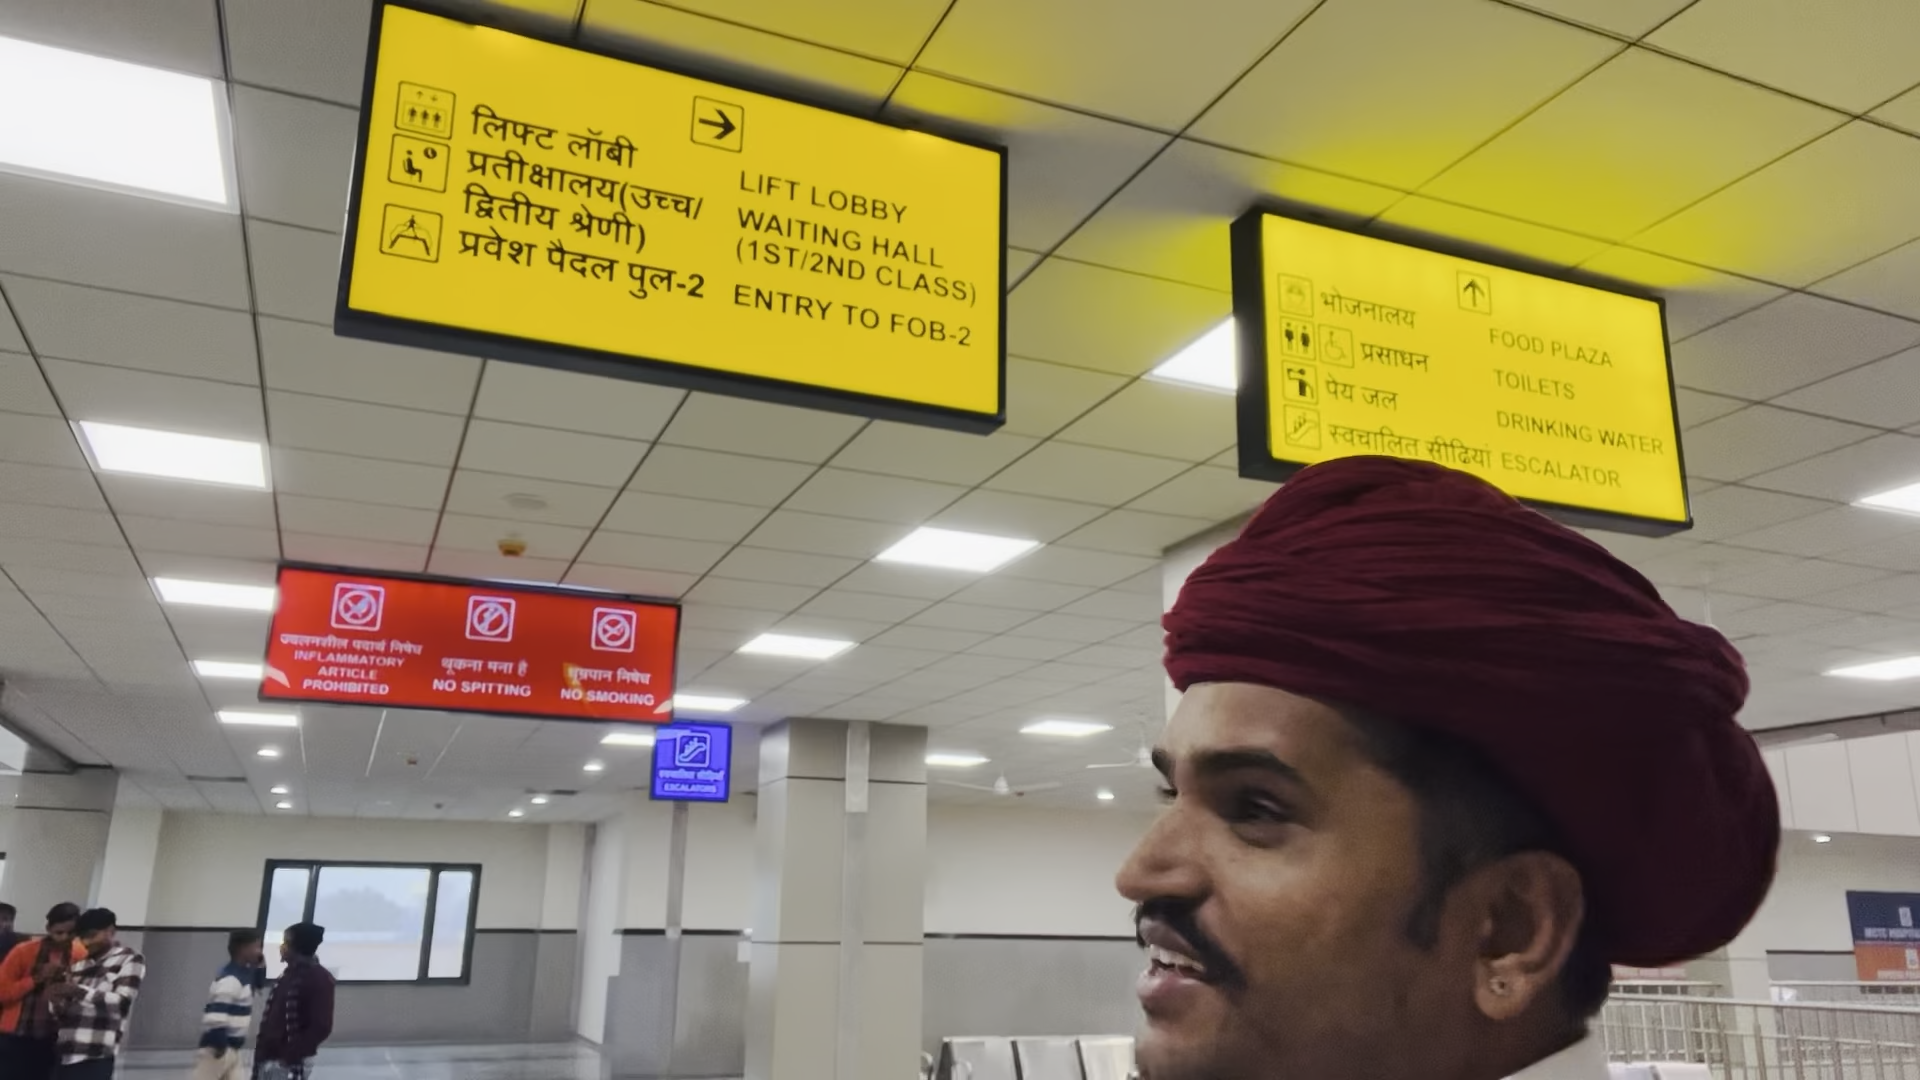 लिफ्ट लॉबी
प्रतीक्षालय(उच्च/
द्वितीय श्रेणी)
प्रवेश पैदल पुल-2
LIFT LOBBY
WAITING HALL
(1ST/2ND CLASS)
ENTRY TO FOB-2
भोजनालय
FOOD PLAZA
प्रसाधन
TOILETS
पेय जल
DRINKING WATER
स्वचालित सीढियां ESCALATOR
ज्वलनशील पदार्थ निषेध
INFLAMMATORY
ARTICLE
PROHIBITED
थूकना मना है
NO SPITTING
धूम्रपान निषेध
NO SMOKING
स्वचालित सीढ़ियाँ
ESCALATORS